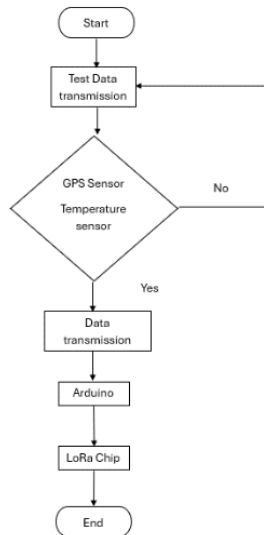 Start
Test Data
transmission
GPS Sensor
Temperature
sensor
No
Yes
Data
transmission
Arduino
LoRa Chip
End